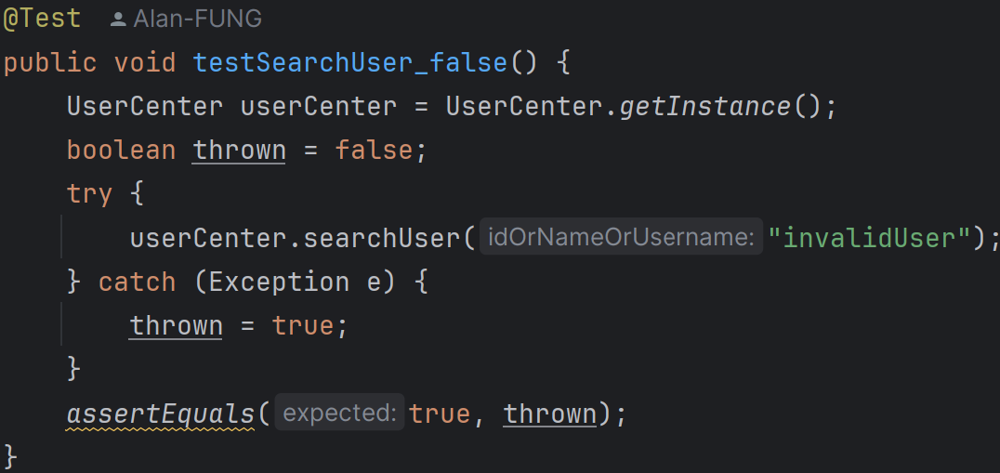 @Test Alan-FUNG
public void testSearchUser_false() {
UserCenter userCenter = UserCenter.getInstance();
boolean thrown = false;
try {
userCenter.searchUser( idOrNameOrUsername: "invalidUser");
} catch (Exception e) {
thrown = true;
}
assertEquals( expected: true, thrown);
}